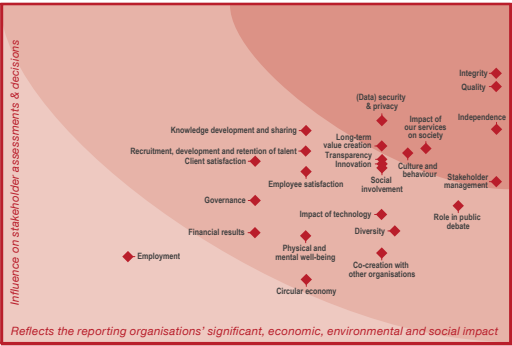 Influence on stakeholder assessments & decisions
Integrity
Quality
(Data) security
& privacy
Independence
Impact of
our services
on society
Knowledge development and sharing
Long-term
value creation
Recruitment, development and retention of talent
Transparency
Client satisfaction
Innovation
Culture and
behaviour
Employee satisfaction
Social
involvement
Stakeholder
management
Governance
Impact of technology
Role in public
debate
Financial results
Diversity
Physical and
mental well-being
Employment
Co-creation with
other organisations
Circular economy
Reflects the reporting organisations' significant, economic, environmental and social impact